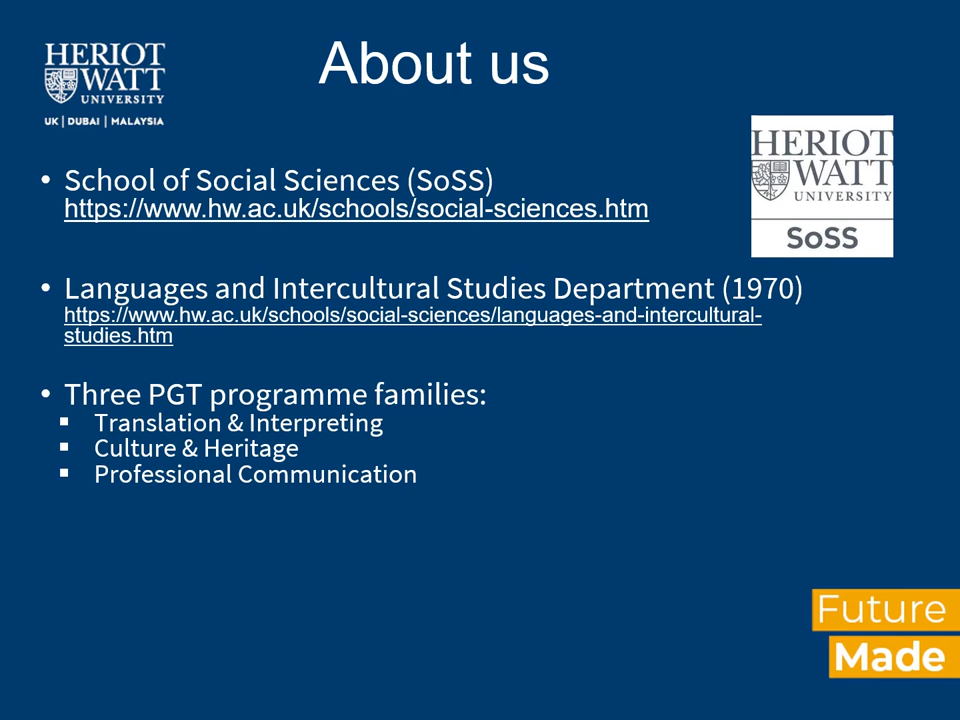 HERIOT
WATT
UNIVERSITY
UK | DUBAI | MALAYSIA
About us
HERIOT
WATT
UNIVERSITY
SoSS
• School of Social Sciences (SoSS)
https://www.hw.ac.uk/schools/social-sciences.htm
• Languages and Intercultural Studies Department (1970)
https://www.hw.ac.uk/schools/social-sciences/languages-and-intercultural-
studies.htm
• Three PGT programme families:
▪ Translation & Interpreting
▪ Culture & Heritage
▪ Professional Communication
Future
Made